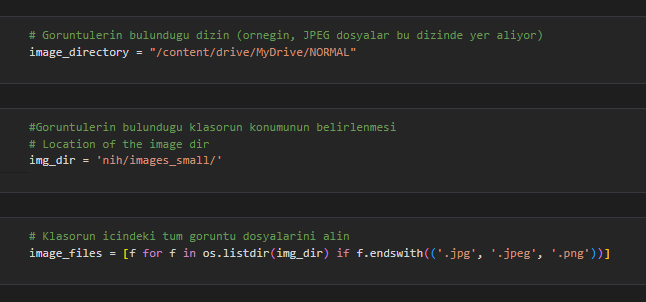 # Goruntulerin bulundugu dizin (ornegin, JPEG dosyalar bu dizinde yer aliyor)
image_directory = "/content/drive/MyDrive/NORMAL"
#Goruntulerin bulundugu klasorun konumunun belirlenmesi
# Location of the image dir
img_dir = 'nih/images_small/'
# Klasorun icindeki tum goruntu dosyalarini alin
image_files = [f for f in os.listdir(img_dir) if f.endswith(('.jpg', '.jpeg', '.png'))]